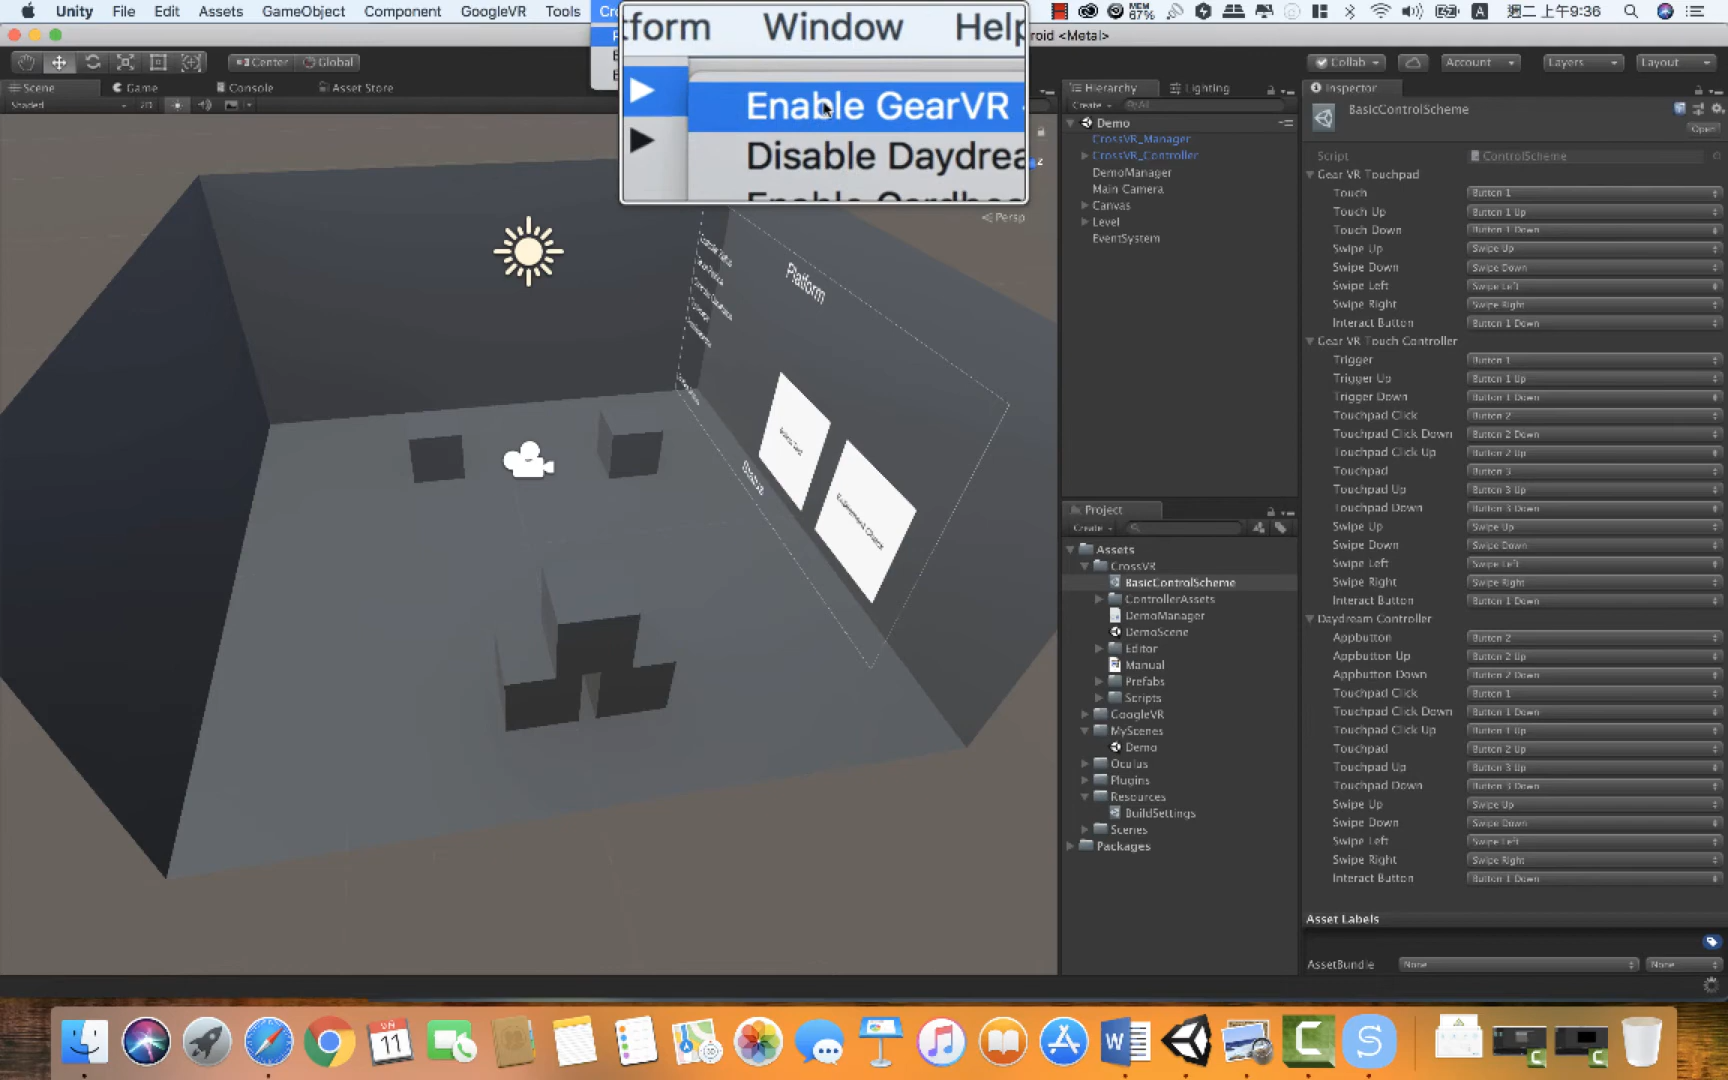 Unity File Edit Assets GameObject Component GoogleVR Tools
MEM 67% A 週二 上午9:36
tform Window Help
Enable GearVR
Disable Daydrea
roid <Metal>
Center Global
Collab Account Layers Layout
Scene Game Console Asset Store
Shaded 2D
Persp
Platform
Hierarchy Lighting
Create All
Demo
CrossVR_Manager
CrossVR_Controller
DemoManager
Main Camera
Canvas
Level
EventSystem
Project
Create
Assets
CrossVR
BasicControlScheme
ControllerAssets
DemoManager
DemoScene
Editor
Manual
Prefabs
Scripts
GoogleVR
MyScenes
Demo
Oculus
Plugins
Resources
BuildSettings
Scenes
Packages
Inspector
BasicControlScheme
Open
Script ControlScheme
Gear VR Touchpad
Touch Button 1
Touch Up Button 1 Up
Touch Down Button 1 Down
Swipe Up Swipe Up
Swipe Down Swipe Down
Swipe Left Swipe Left
Swipe Right Swipe Right
Interact Button Button 1 Down
Gear VR Touch Controller
Trigger Button 1
Trigger Up Button 1 Up
Trigger Down Button 1 Down
Touchpad Click Button 2
Touchpad Click Down Button 2 Down
Touchpad Click Up Button 2 Up
Touchpad Button 3
Touchpad Up Button 3 Up
Touchpad Down Button 3 Down
Swipe Up Swipe Up
Swipe Down Swipe Down
Swipe Left Swipe Left
Swipe Right Swipe Right
Interact Button Button 1 Down
Daydream Controller
Appbutton Button 2
Appbutton Up Button 2 Up
Appbutton Down Button 2 Down
Touchpad Click Button 1
Touchpad Click Down Button 1 Down
Touchpad Click Up Button 1 Up
Touchpad Button 2 Up
Touchpad Up Button 3 Up
Touchpad Down Button 3 Down
Swipe Up Swipe Up
Swipe Down Swipe Down
Swipe Left Swipe Left
Swipe Right Swipe Right
Interact Button Button 1 Down
Asset Labels
AssetBundle None None
11